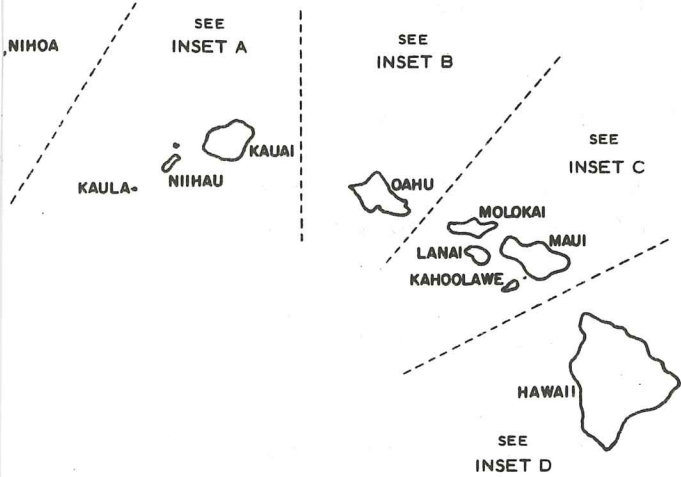 NIHOA
SEE
INSET A
SEE
INSET B
KAUAI
NIIHAU
KAULA
SEE
INSET C
OAHU
MOLOKAI
MAUI
LANAI
KAHOOLAWE
HAWAII
SEE
INSET D